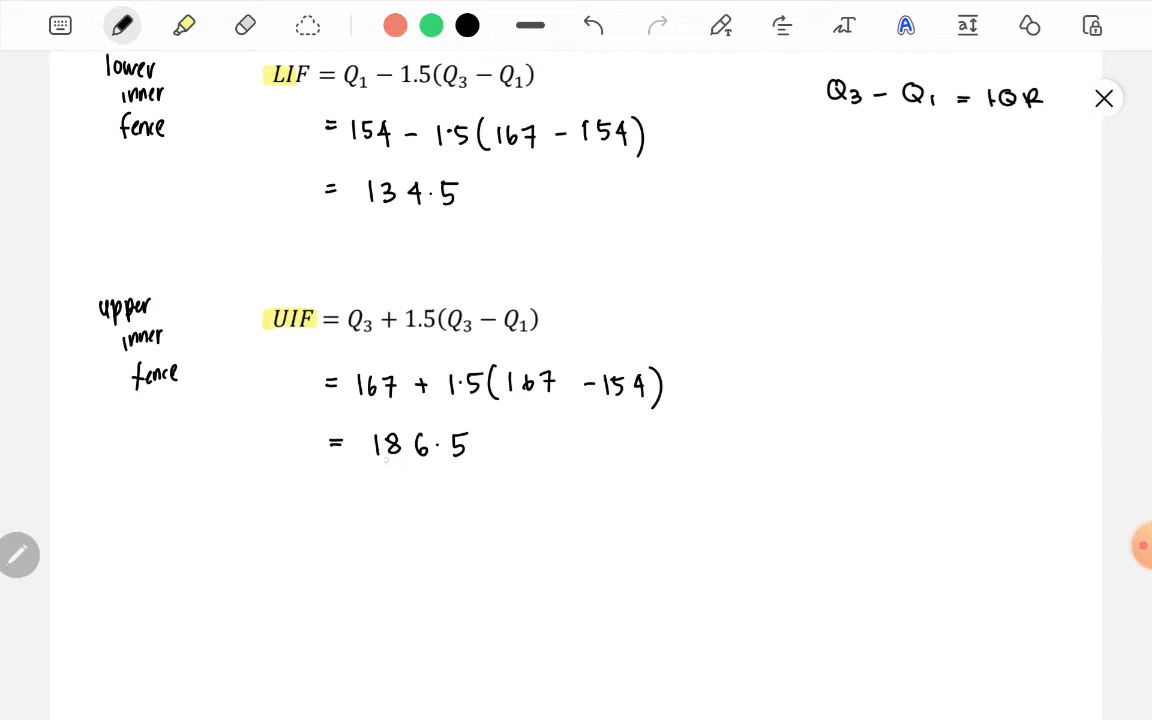 lower
inner
fence
LIF = Q₁ − 1.5(Q₃ − Q₁)
Q₃ − Q₁ = IQR
= 154 − 1.5(167 − 154)
= 134.5
upper
inner
fence
UIF = Q₃ + 1.5(Q₃ − Q₁)
= 167 + 1.5(167 − 154)
= 186.5